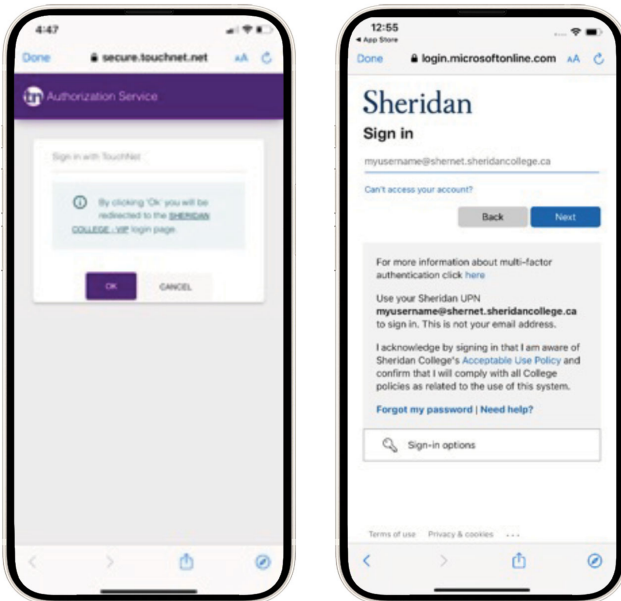 4:47
Done
secure.touchnet.net
AA
tn Authorization Service
Sign in with TouchNet
By clicking 'Ok' you will be
redirected to the SHERIDAN
COLLEGE - VIP login page.
OK
CANCEL
12:55
App Store
Done
login.microsoftonline.com
AA
Sheridan
Sign in
myusername@shernet.sheridancollege.ca
Can't access your account?
Back
Next
For more information about multi-factor
authentication click here
Use your Sheridan UPN
myusername@shernet.sheridancollege.ca
to sign in. This is not your email address.
I acknowledge by signing in that I am aware of
Sheridan College's Acceptable Use Policy and
confirm that I will comply with all College
policies as related to the use of this system.
Forgot my password | Need help?
Sign-in options
Terms of use Privacy & cookies ...